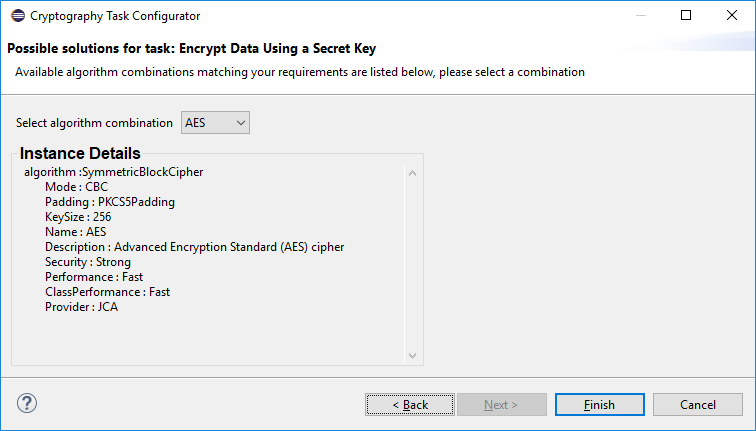 Cryptography Task Configurator
Possible solutions for task: Encrypt Data Using a Secret Key
Available algorithm combinations matching your requirements are listed below, please select a combination
Select algorithm combination AES
Instance Details
algorithm :SymmetricBlockCipher
Mode : CBC
Padding : PKCS5Padding
KeySize : 256
Name : AES
Description : Advanced Encryption Standard (AES) cipher
Security : Strong
Performance : Fast
ClassPerformance : Fast
Provider : JCA
? < Back Next > Finish Cancel